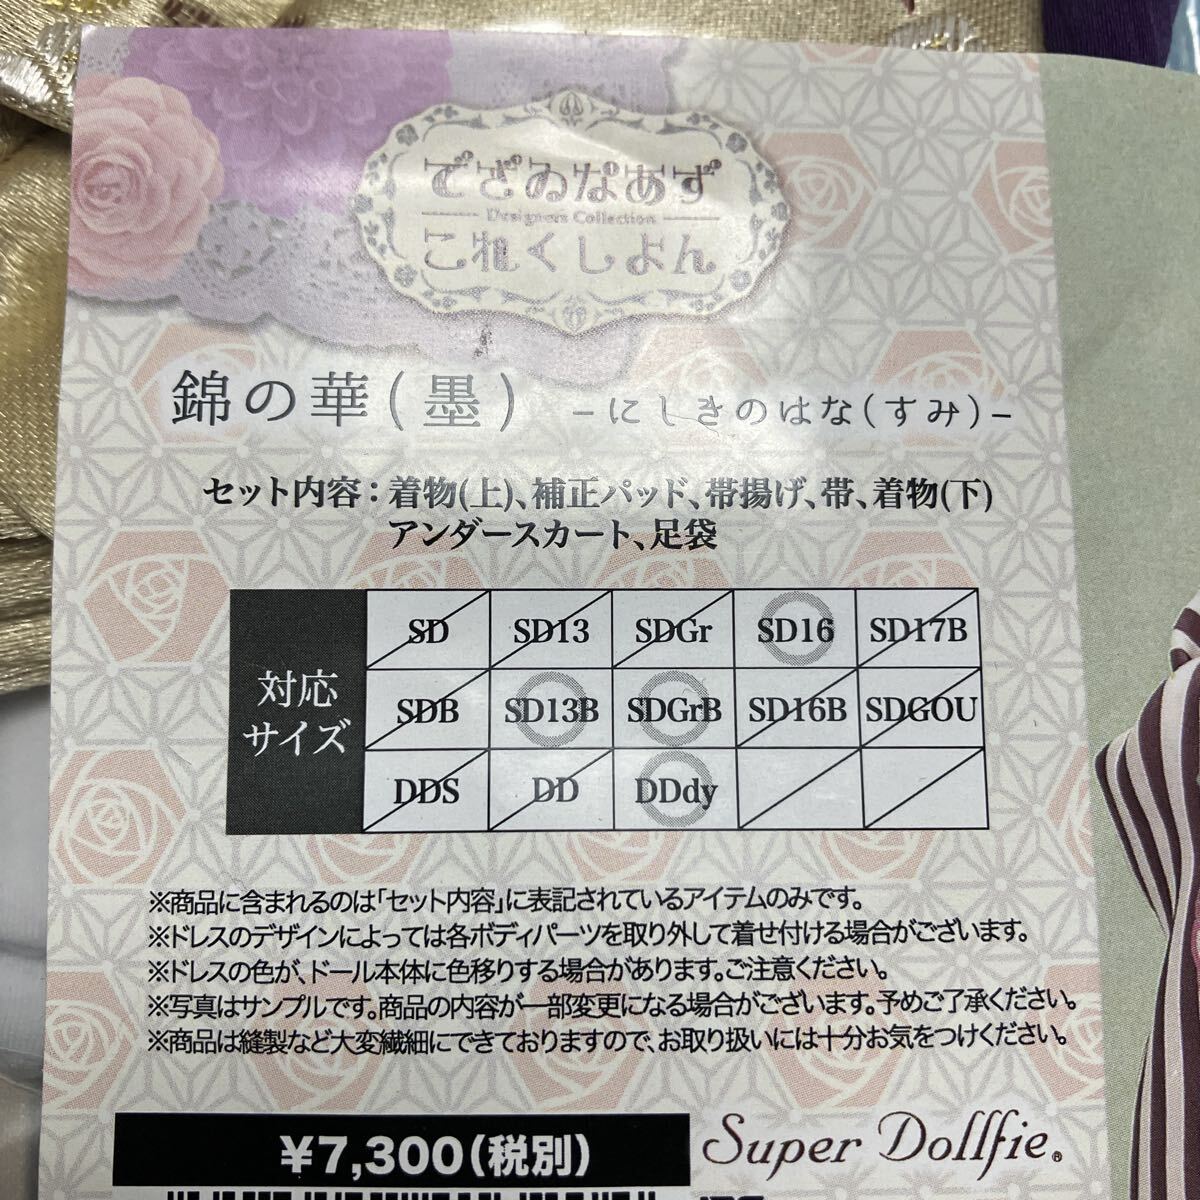 でざゐなあず
Designers Collection
これくしょん
錦の華(墨) -にしきのはな(すみ)-
セット内容:着物(上)、補正パッド、帯揚げ、帯、着物(下)
アンダースカート、足袋
対応
サイズ
SD SD13 SDGr SD16 SD17B
SDB SD13B SDGrB SD16B SDGOU
DDS DD DDdy
※商品に含まれるのは「セット内容」に表記されているアイテムのみです。
※ドレスのデザインによっては各ボディパーツを取り外して着せ付ける場合がございます。
※ドレスの色が、ドール本体に色移りする場合があります。ご注意ください。
※写真はサンプルです。商品の内容が一部変更になる場合がございます。予めご了承ください。
※商品は縫製など大変繊細にできておりますので、お取り扱いには十分お気をつけください。
¥7,300(税別)
Super Dollfie®